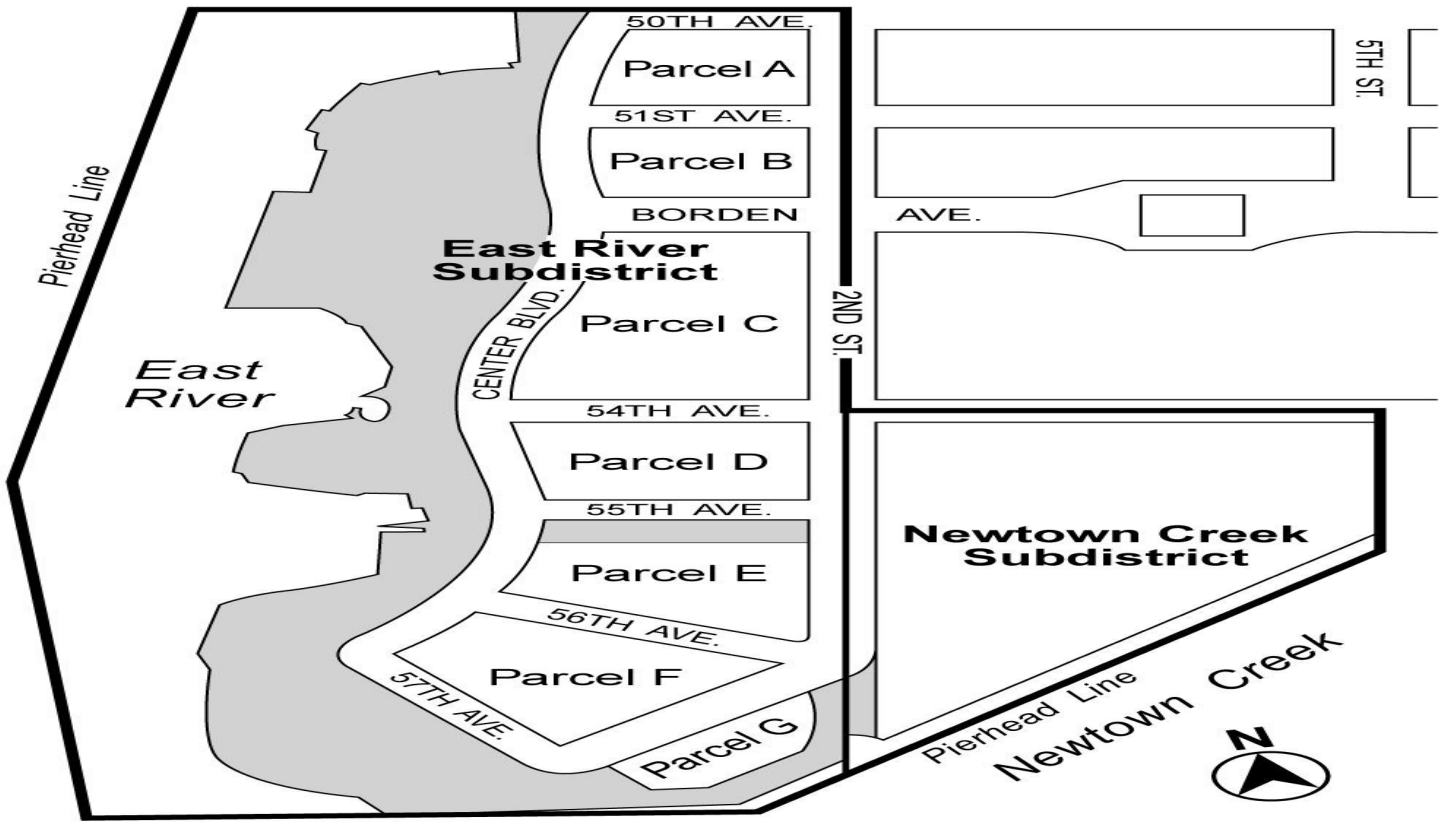 50TH AVE.
Parcel A
5TH ST.
51ST AVE.
Parcel B
Pierhead Line
BORDEN AVE.
East River
Subdistrict
CENTER BLVD.
2ND ST.
Parcel C
East
River
54TH AVE.
Parcel D
55TH AVE.
Newtown Creek
Subdistrict
Parcel E
56TH AVE.
Parcel F
57TH AVE.
Parcel G
Pierhead Line
Newtown Creek
N